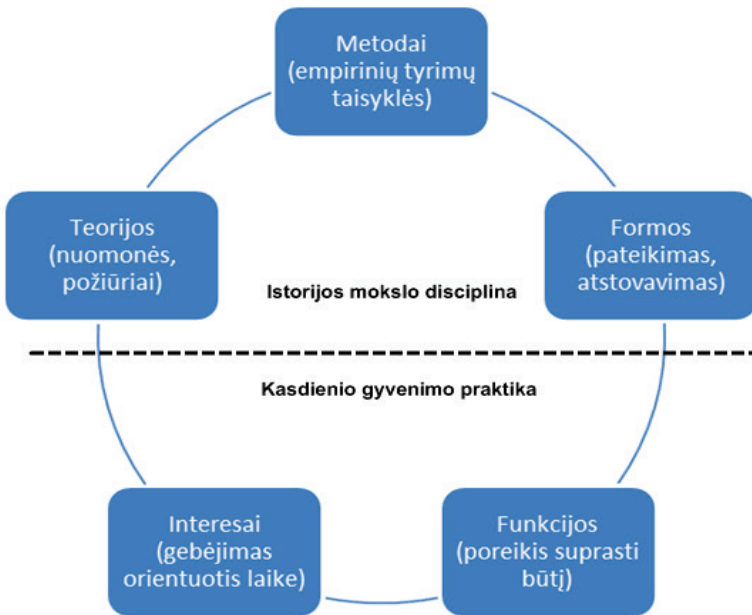 Metodai
(empirinių tyrimų
taisyklės)
Teorijos
(nuomonės,
požiūriai)
Formos
(pateikimas,
atstovavimas)
Istorijos mokslo disciplina
Kasdienio gyvenimo praktika
Interesai
(gebėjimas
orientuotis laike)
Funkcijos
(poreikis suprasti
būtį)